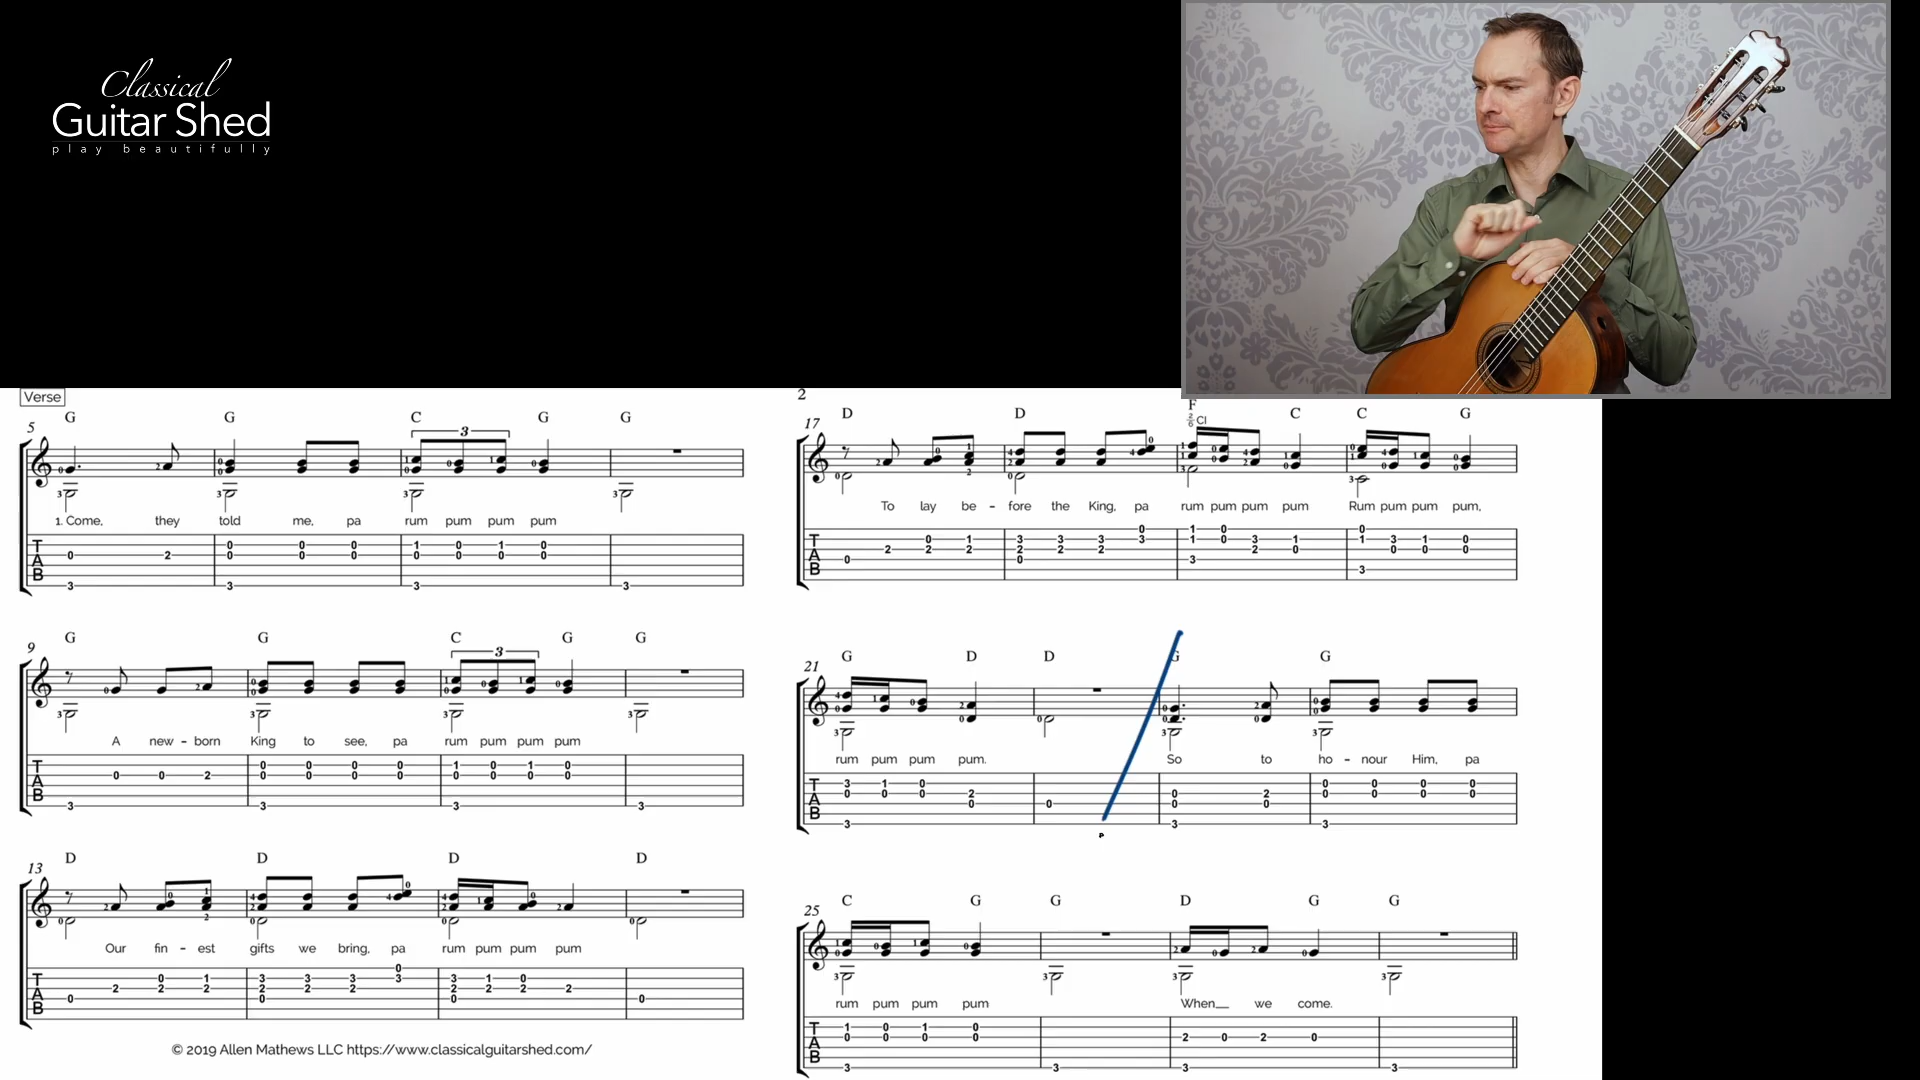 Classical
Guitar Shed
play beautifully
Verse
5
G G C G G
3
1. Come, they told me, pa rum pum pum pum
T
A
B
9
G G C G G
3
A new - born King to see, pa rum pum pum pum
T
A
B
13
D D D D
Our fin - est gifts we bring, pa rum pum pum pum
T
A
B
© 2019 Allen Mathews LLC https://www.classicalguitarshed.com/
2
17
D D F C C G
CI
To lay be - fore the King, pa rum pum pum pum Rum pum pum pum,
T
A
B
21
G D D G G
rum pum pum pum. So to ho - nour Him, pa
T
A
B
P
25
C G G D G G
rum pum pum pum When__ we come.
T
A
B